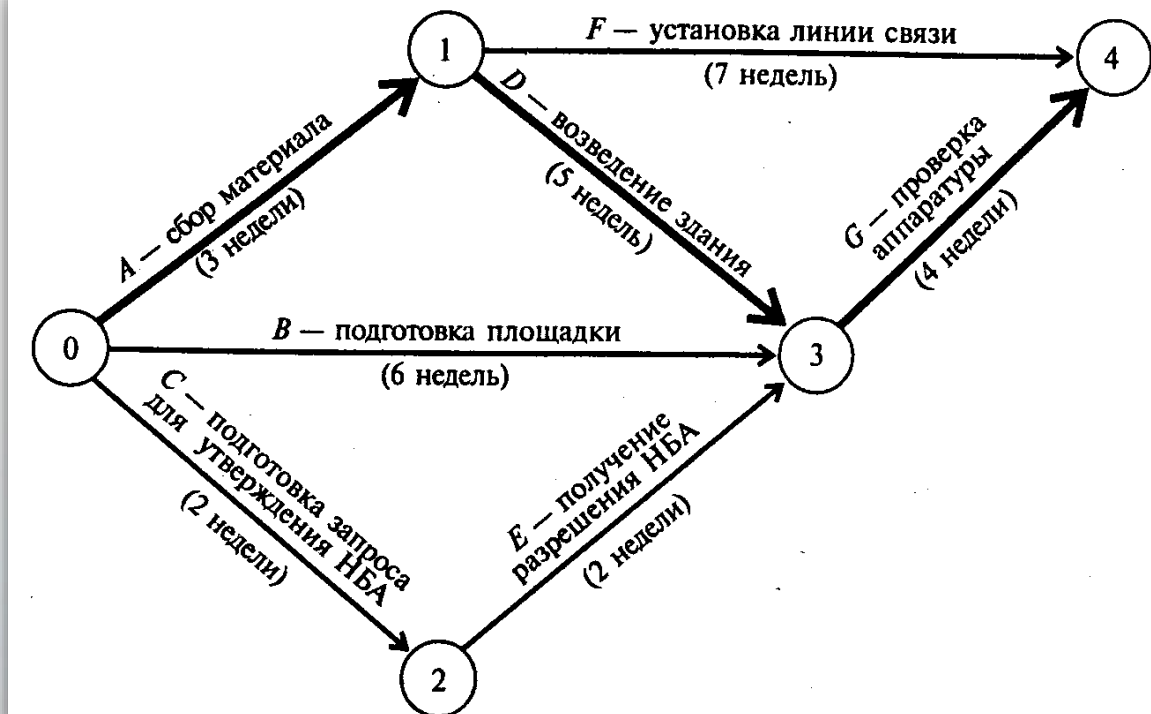 1
F — установка линии связи
(7 недель)
4
A — сбор материала
(3 недели)
D — возведение здания
(5 недель)
G — проверка
аппаратуры
(4 недели)
0
B — подготовка площадки
(6 недель)
3
C — подготовка запроса
для утверждения НБА
(2 недели)
E — получение
разрешения НБА
(2 недели)
2